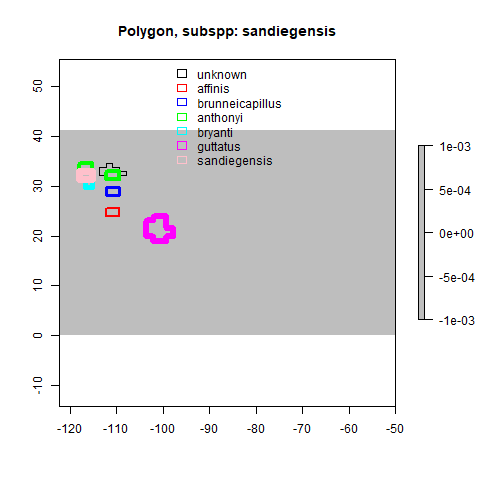 Polygon, subspp: sandiegensis
unknown
affinis
brunneicapillus
anthonyi
bryanti
guttatus
sandiegensis
50
40
30
20
10
0
-10
-120 -110 -100 -90 -80 -70 -60 -50
1e-03
5e-04
0e+00
-5e-04
-1e-03